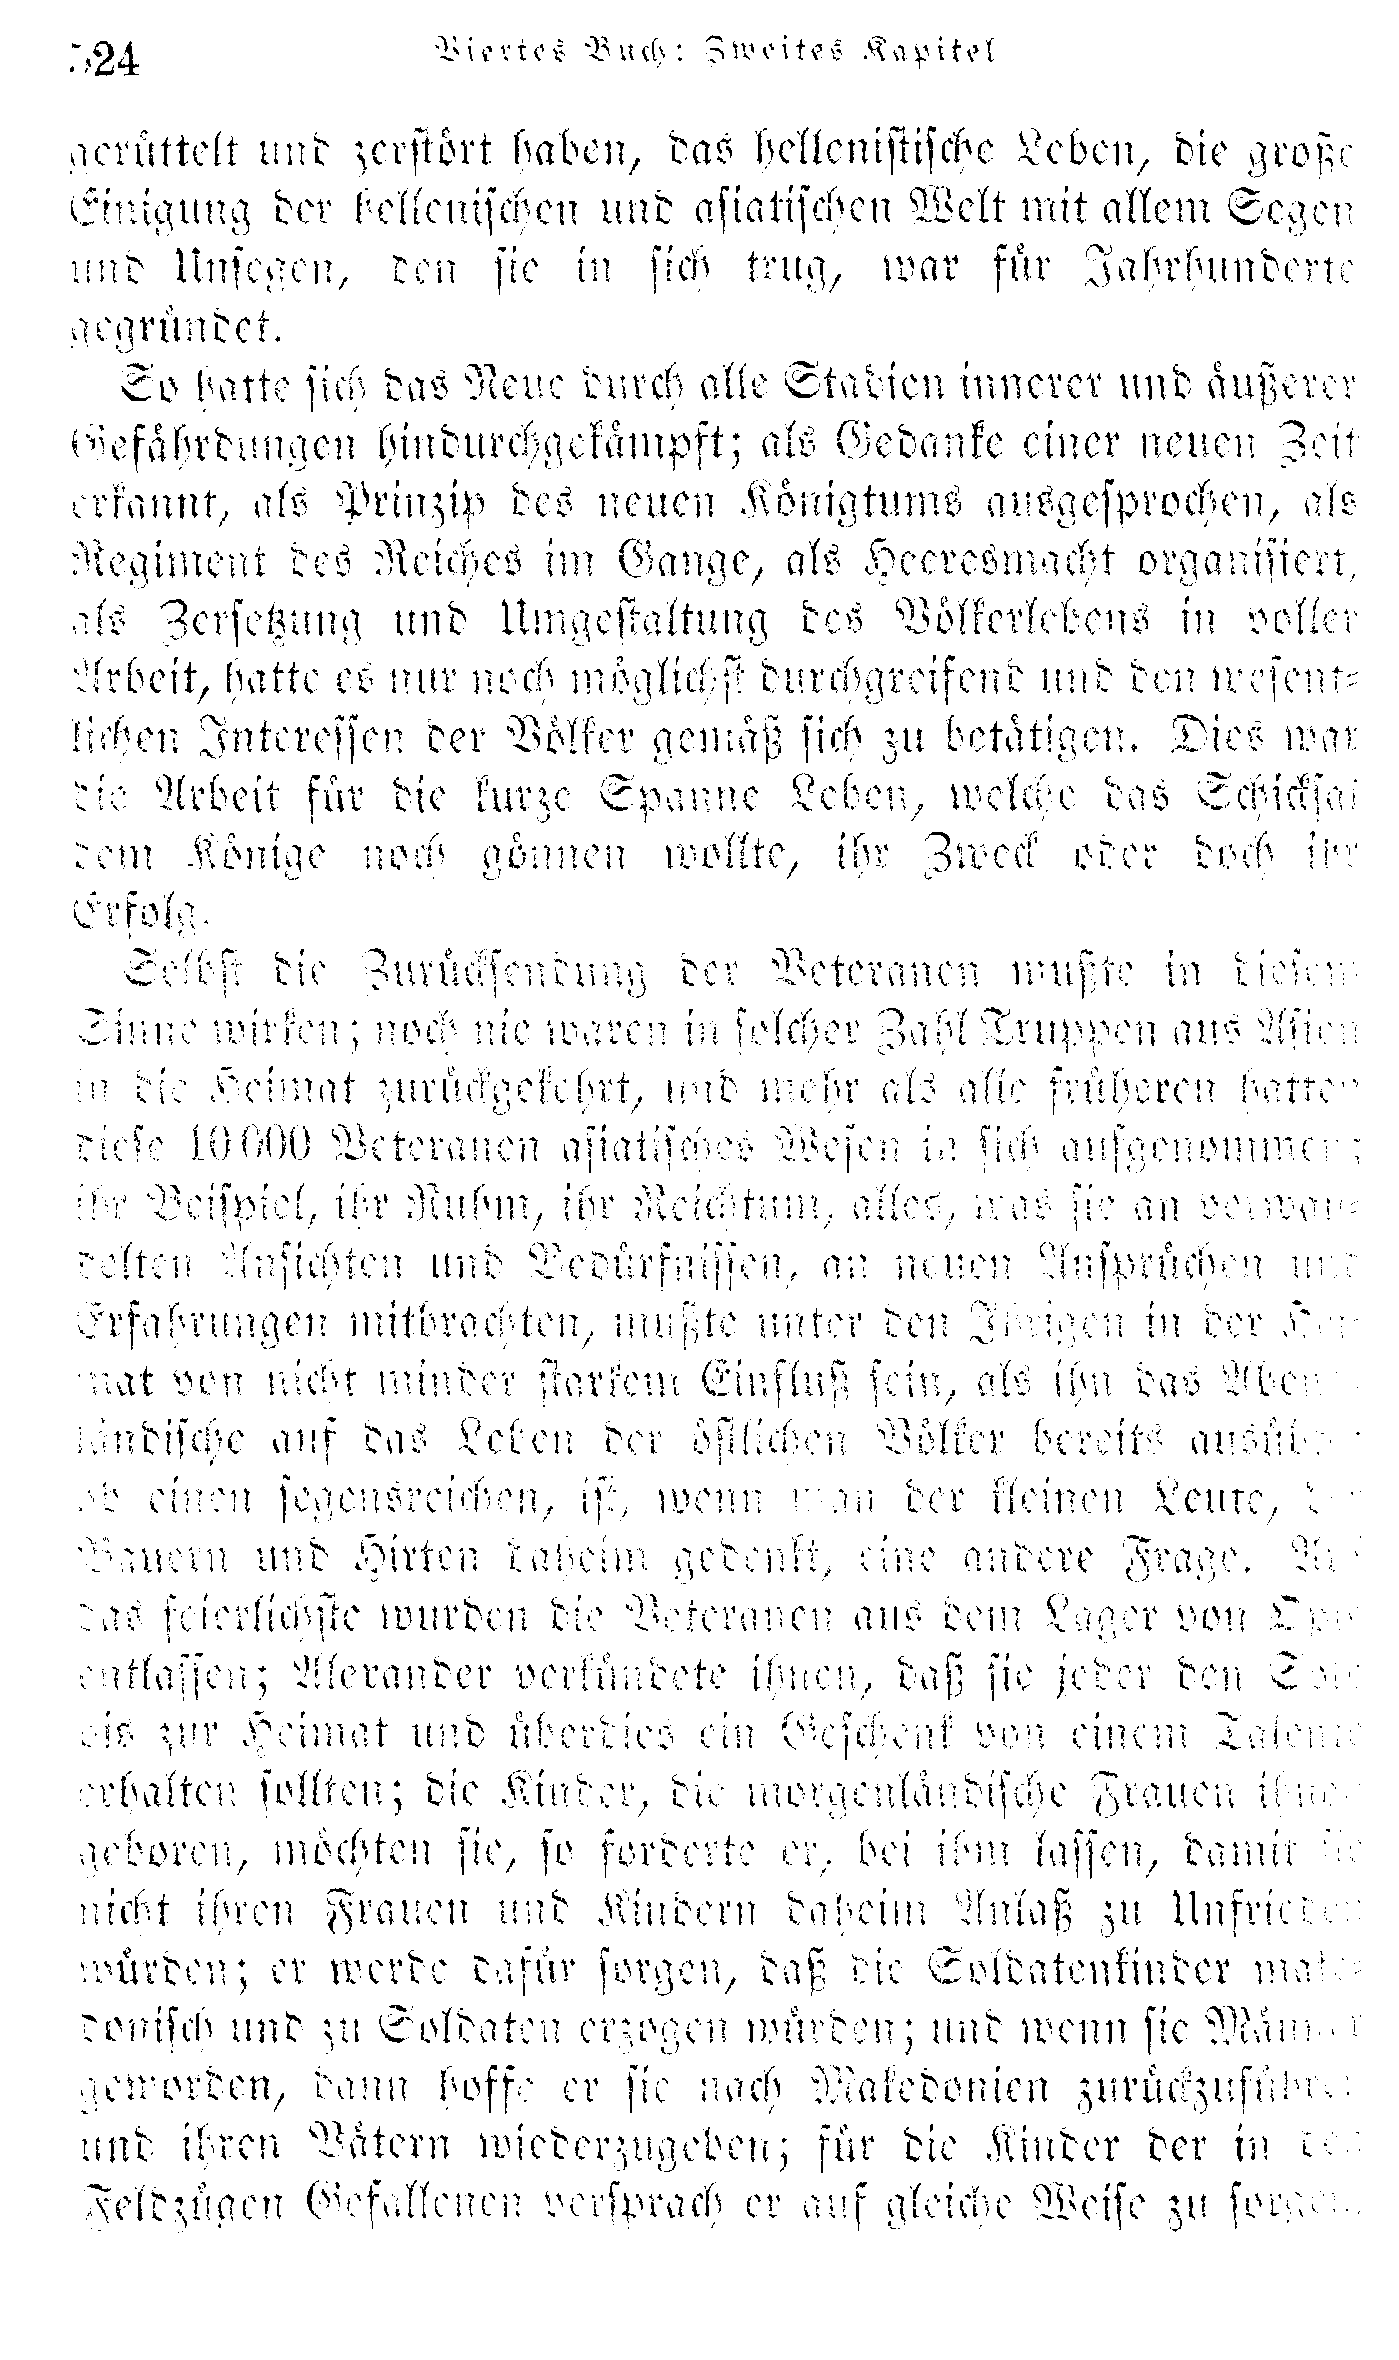 524 Viertes Buch: Zweites Kapitel
gerüttelt und zerstört haben, das hellenistische Leben, die große
Einigung der hellenischen und asiatischen Welt mit allem Segen
und Unsegen, den sie in sich trug, war für Jahrhunderte
gegründet.
So hatte sich das Neue durch alle Stadien innerer und äußerer
Gefährdungen hindurchgekämpft; als Gedanke einer neuen Zeit
erkannt, als Prinzip des neuen Königtums ausgesprochen, als
Regiment des Reiches im Gange, als Heeresmacht organisiert,
als Zersetzung und Umgestaltung des Völkerlebens in voller
Arbeit, hatte es nur noch möglichst durchgreifend und den wesent-
lichen Interessen der Völker gemäß sich zu betätigen. Dies war
die Arbeit für die kurze Spanne Leben, welche das Schicksal
dem Könige noch gönnen wollte, ihr Zweck oder doch ihr
Erfolg.
Selbst die Zurücksendung der Veteranen mußte in diesem
Sinne wirken; noch nie waren in solcher Zahl Truppen aus Asien
in die Heimat zurückgekehrt, und mehr als alle früheren hatten
diese 10000 Veteranen asiatisches Wesen in sich aufgenommen;
ihr Beispiel, ihr Ruhm, ihr Reichtum, alles, was sie an verwan-
delten Ansichten und Bedürfnissen, an neuen Ansprüchen und
Erfahrungen mitbrachten, mußte unter den Ihrigen in der Hei-
mat von nicht minder starkem Einfluß sein, als ihn das Abend-
ländische auf das Leben der östlichen Völker bereits ausübte;
ob einen segensreichen, ist, wenn man der kleinen Leute, der
Bauern und Hirten daheim gedenkt, eine andere Frage. Auf
das feierlichste wurden die Veteranen aus dem Lager von Opis
entlassen; Alexander verkündete ihnen, daß sie jeder den Sold
bis zur Heimat und überdies ein Geschenk von einem Talente
erhalten sollten; die Kinder, die morgenländische Frauen ihnen
geboren, möchten sie, so forderte er, bei ihm lassen, damit sie
nicht ihren Frauen und Kindern daheim Anlaß zu Unfrieden
würden; er werde dafür sorgen, daß die Soldatenkinder make-
donisch und zu Soldaten erzogen würden; und wenn sie Männer
geworden, dann hoffe er sie nach Makedonien zurückzuführen
und ihren Vätern wiederzugeben; für die Kinder der in den
Feldzügen Gefallenen versprach er auf gleiche Weise zu sorgen,